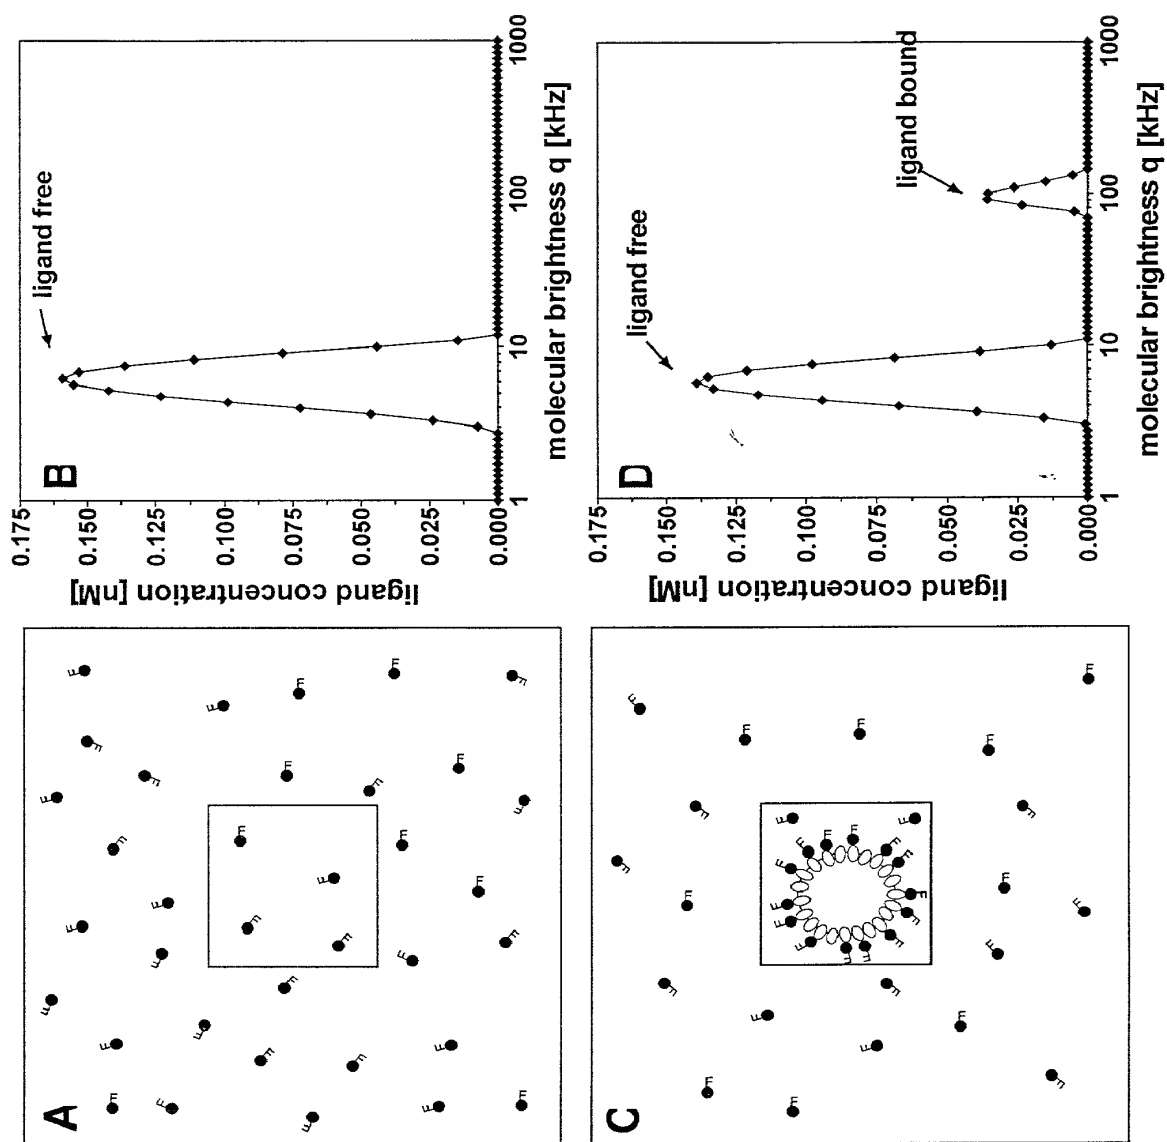 A
F F F F F F F F F F F F F F F F F F F F F F F F F F F F F F F F F F F F
B
ligand free
ligand concentration [nM]
0.175
0.150
0.125
0.100
0.075
0.050
0.025
0.000
1 10 100 1000
molecular brightness q [kHz]
C
F F F F F F F F F F F F F F F F F F F F F F F F F F F F F F F F F F F F
D
ligand free
ligand bound
ligand concentration [nM]
0.175
0.150
0.125
0.100
0.075
0.050
0.025
0.000
1 10 100 1000
molecular brightness q [kHz]